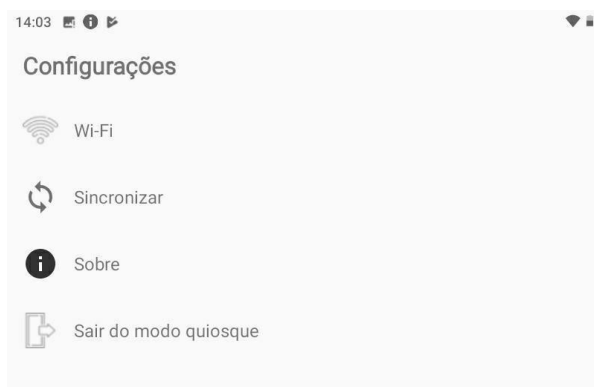 14:03
Configurações
Wi-Fi
Sincronizar
Sobre
Sair do modo quiosque